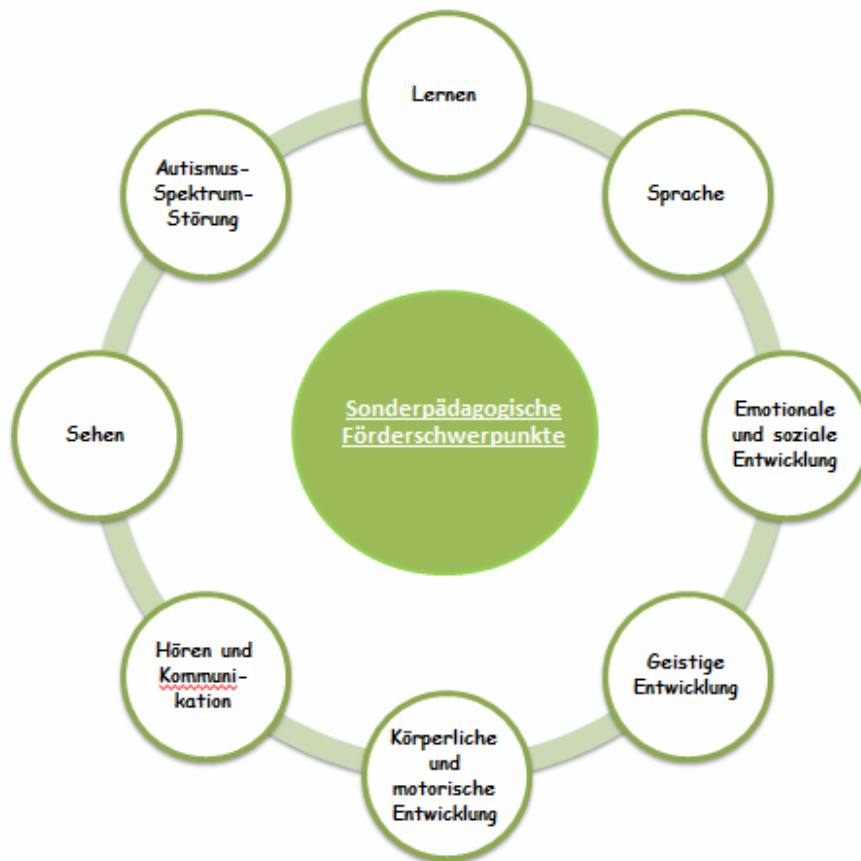 Lernen
Sprache
Emotionale
und soziale
Entwicklung
Geistige
Entwicklung
Körperliche
und
motorische
Entwicklung
Hören und
Kommuni-
kation
Sehen
Autismus-
Spektrum-
Störung
Sonderpädagogische
Förderschwerpunkte